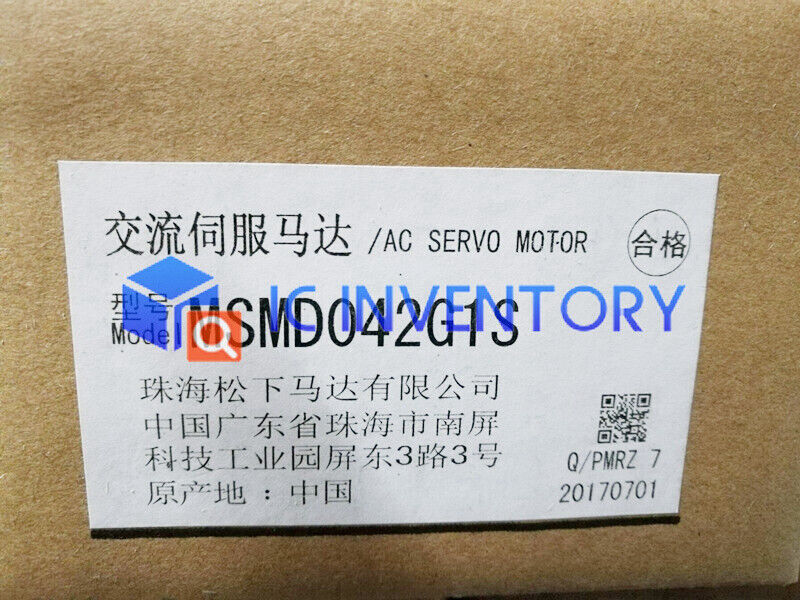 交流伺服马达 /AC SERVO MOTOR
合格
型号
Model MSMD042G1S
IC INVENTORY
珠海松下马达有限公司
中国广东省珠海市南屏
科技工业园屏东3路3号
原产地：中国
Q/PMRZ 7
20170701